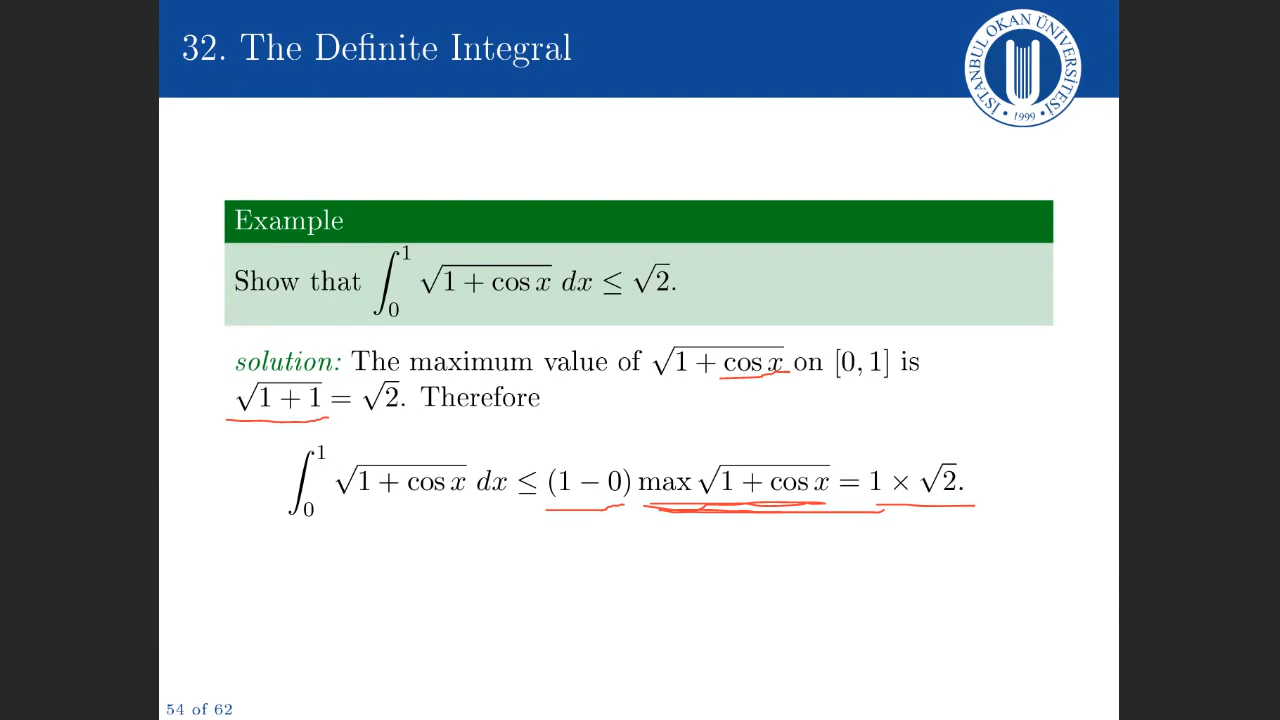 32. The Definite Integral
İSTANBUL OKAN ÜNİVERSİTESİ
• 1999 •
Example
Show that ∫₀¹ √(1 + cos x) dx ≤ √2.
solution: The maximum value of √(1 + cos x) on [0, 1] is
√(1 + 1) = √2. Therefore
∫₀¹ √(1 + cos x) dx ≤ (1 − 0) max √(1 + cos x) = 1 × √2.
54 of 62